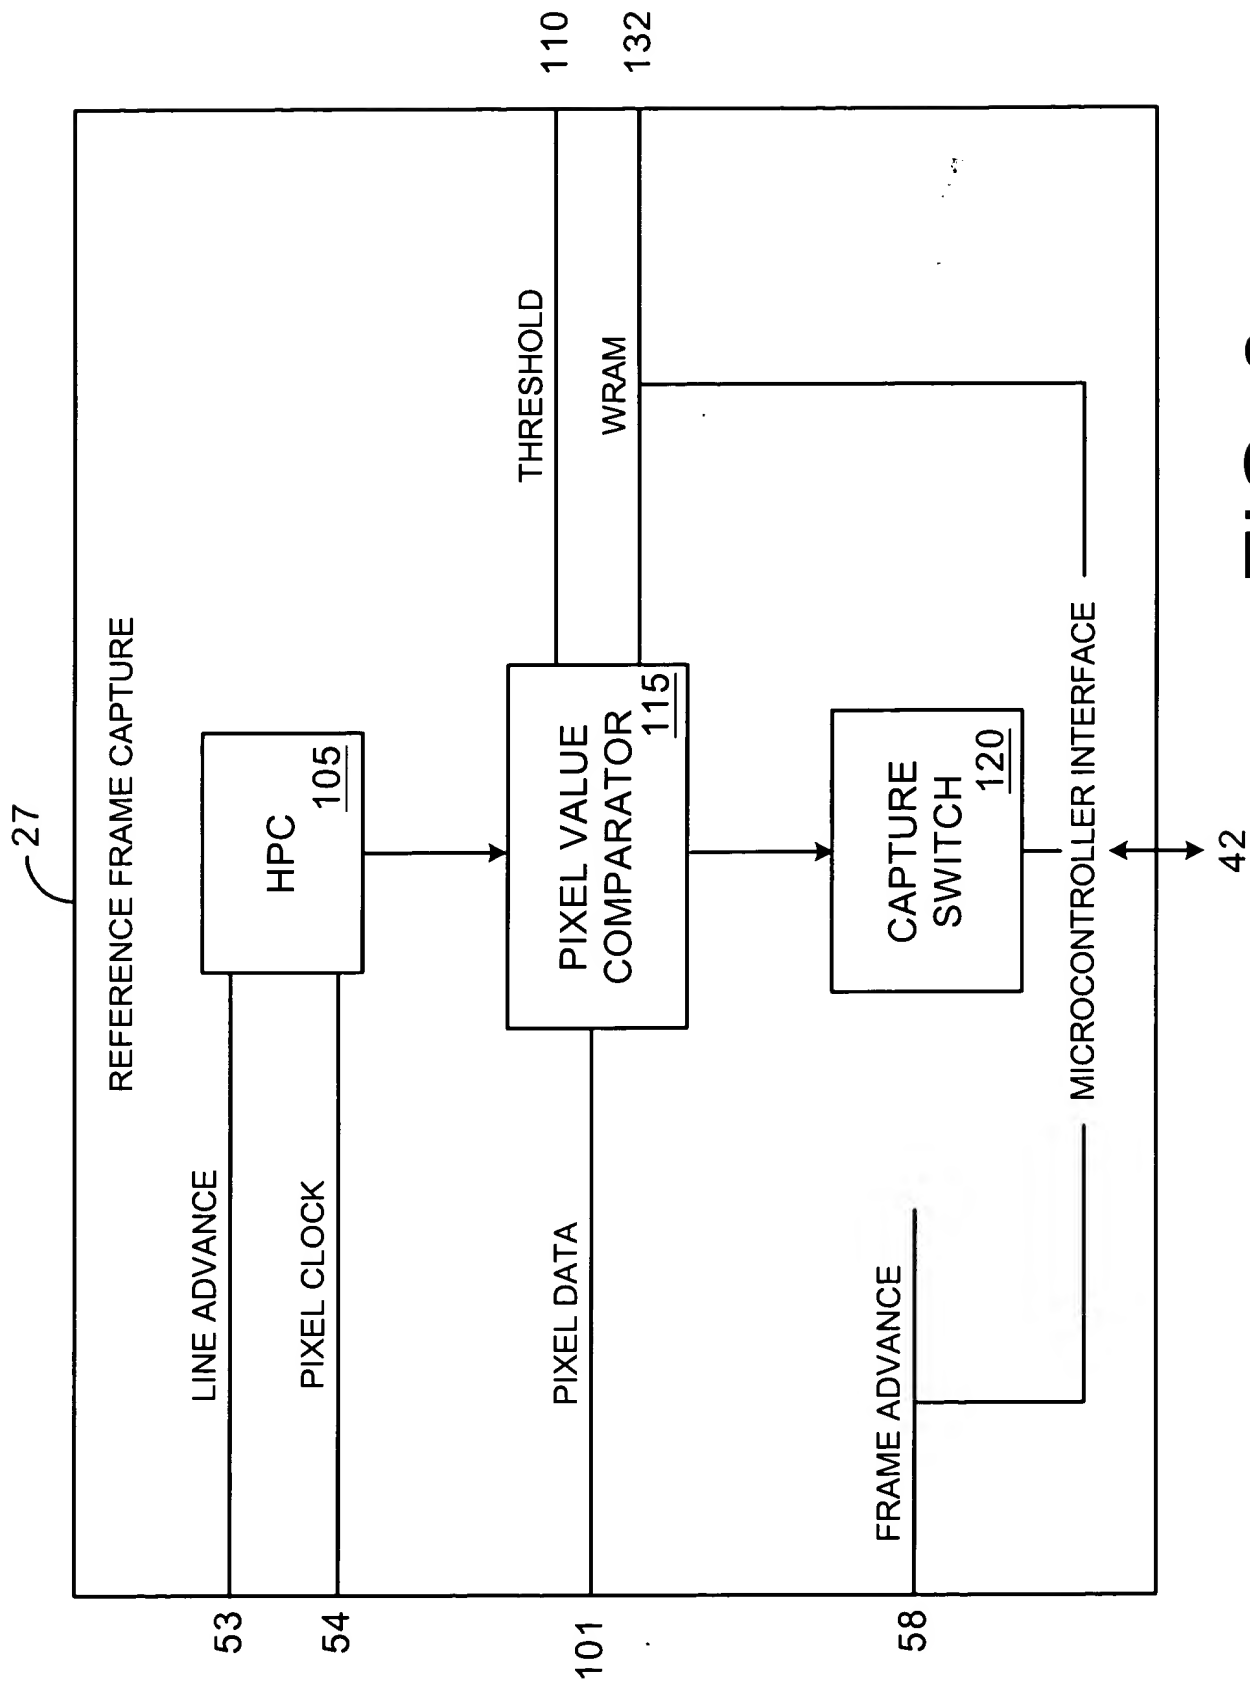 27
REFERENCE FRAME CAPTURE
53
LINE ADVANCE
54
PIXEL CLOCK
HPC
105
101
PIXEL DATA
PIXEL VALUE
COMPARATOR
115
THRESHOLD
110
WRAM
132
58
FRAME ADVANCE
CAPTURE
SWITCH
120
MICROCONTROLLER INTERFACE
42